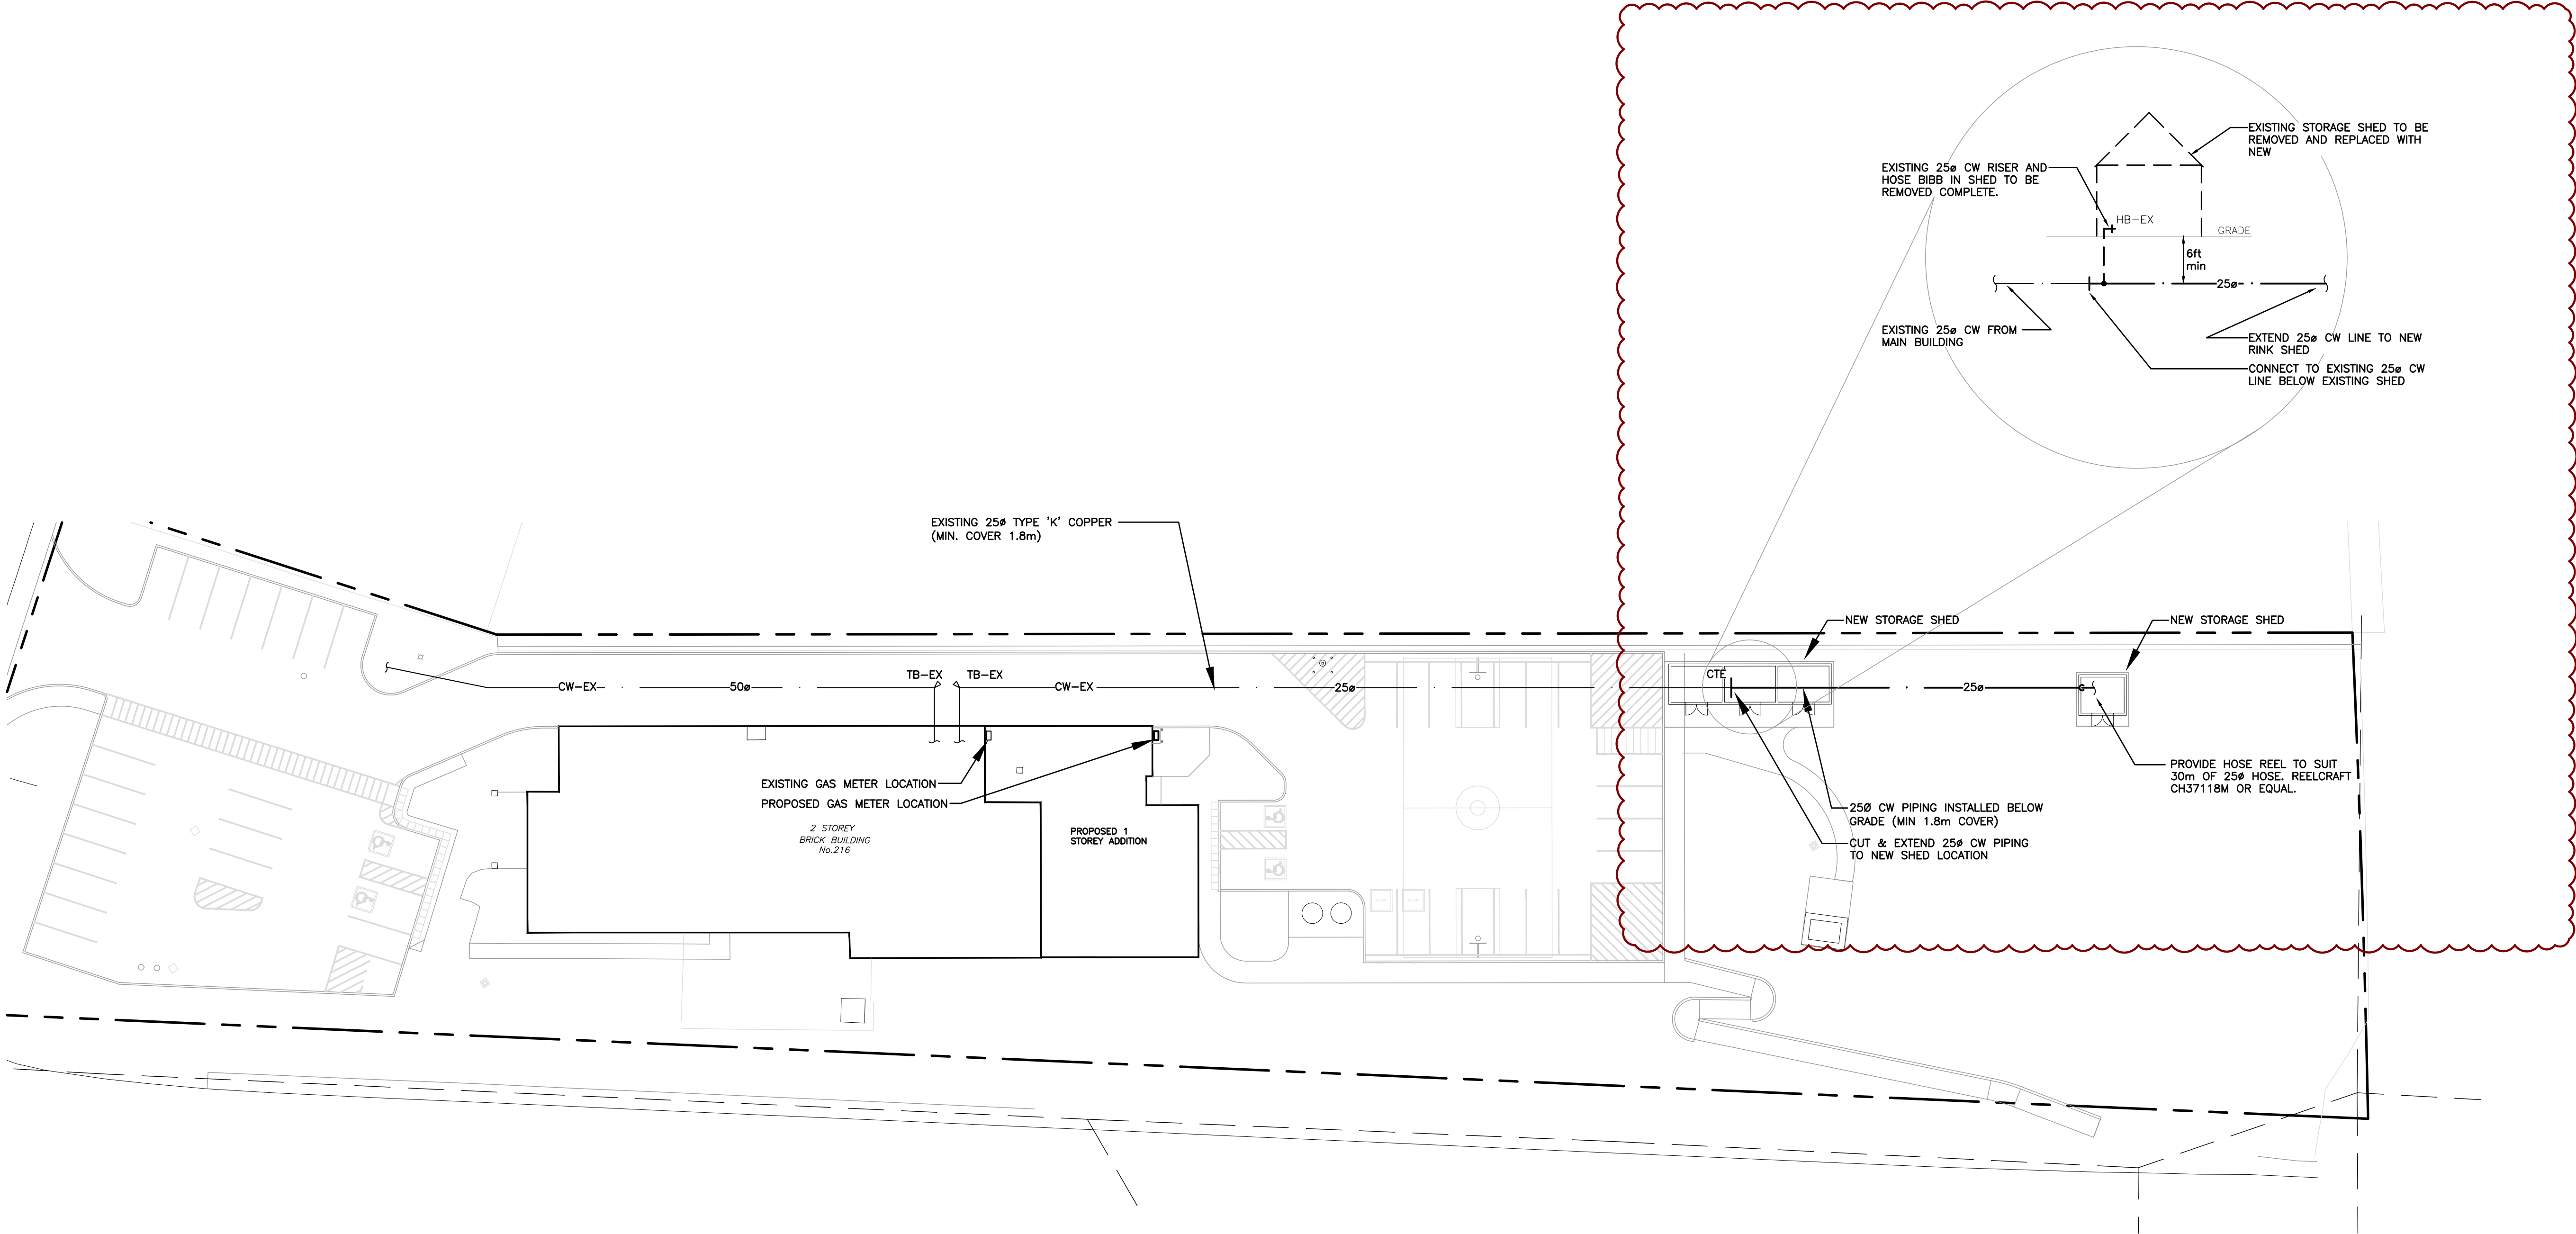 EXISTING STORAGE SHED TO BE
REMOVED AND REPLACED WITH
NEW
EXISTING 25ø CW RISER AND
HOSE BIBB IN SHED TO BE
REMOVED COMPLETE.
HB-EX
GRADE
6ft
min
25ø
EXISTING 25ø CW FROM
MAIN BUILDING
EXTEND 25ø CW LINE TO NEW
RINK SHED
CONNECT TO EXISTING 25ø CW
LINE BELOW EXISTING SHED
EXISTING 25ø TYPE 'K' COPPER
(MIN. COVER 1.8m)
NEW STORAGE SHED
NEW STORAGE SHED
CW-EX
50ø
TB-EX
TB-EX
CW-EX
25ø
CTE
25ø
EXISTING GAS METER LOCATION
PROPOSED GAS METER LOCATION
2 STOREY
BRICK BUILDING
No.216
PROPOSED 1
STOREY ADDITION
PROVIDE HOSE REEL TO SUIT
30m OF 25ø HOSE. REELCRAFT
CH37118M OR EQUAL.
25Ø CW PIPING INSTALLED BELOW
GRADE (MIN 1.8m COVER)
CUT & EXTEND 25ø CW PIPING
TO NEW SHED LOCATION